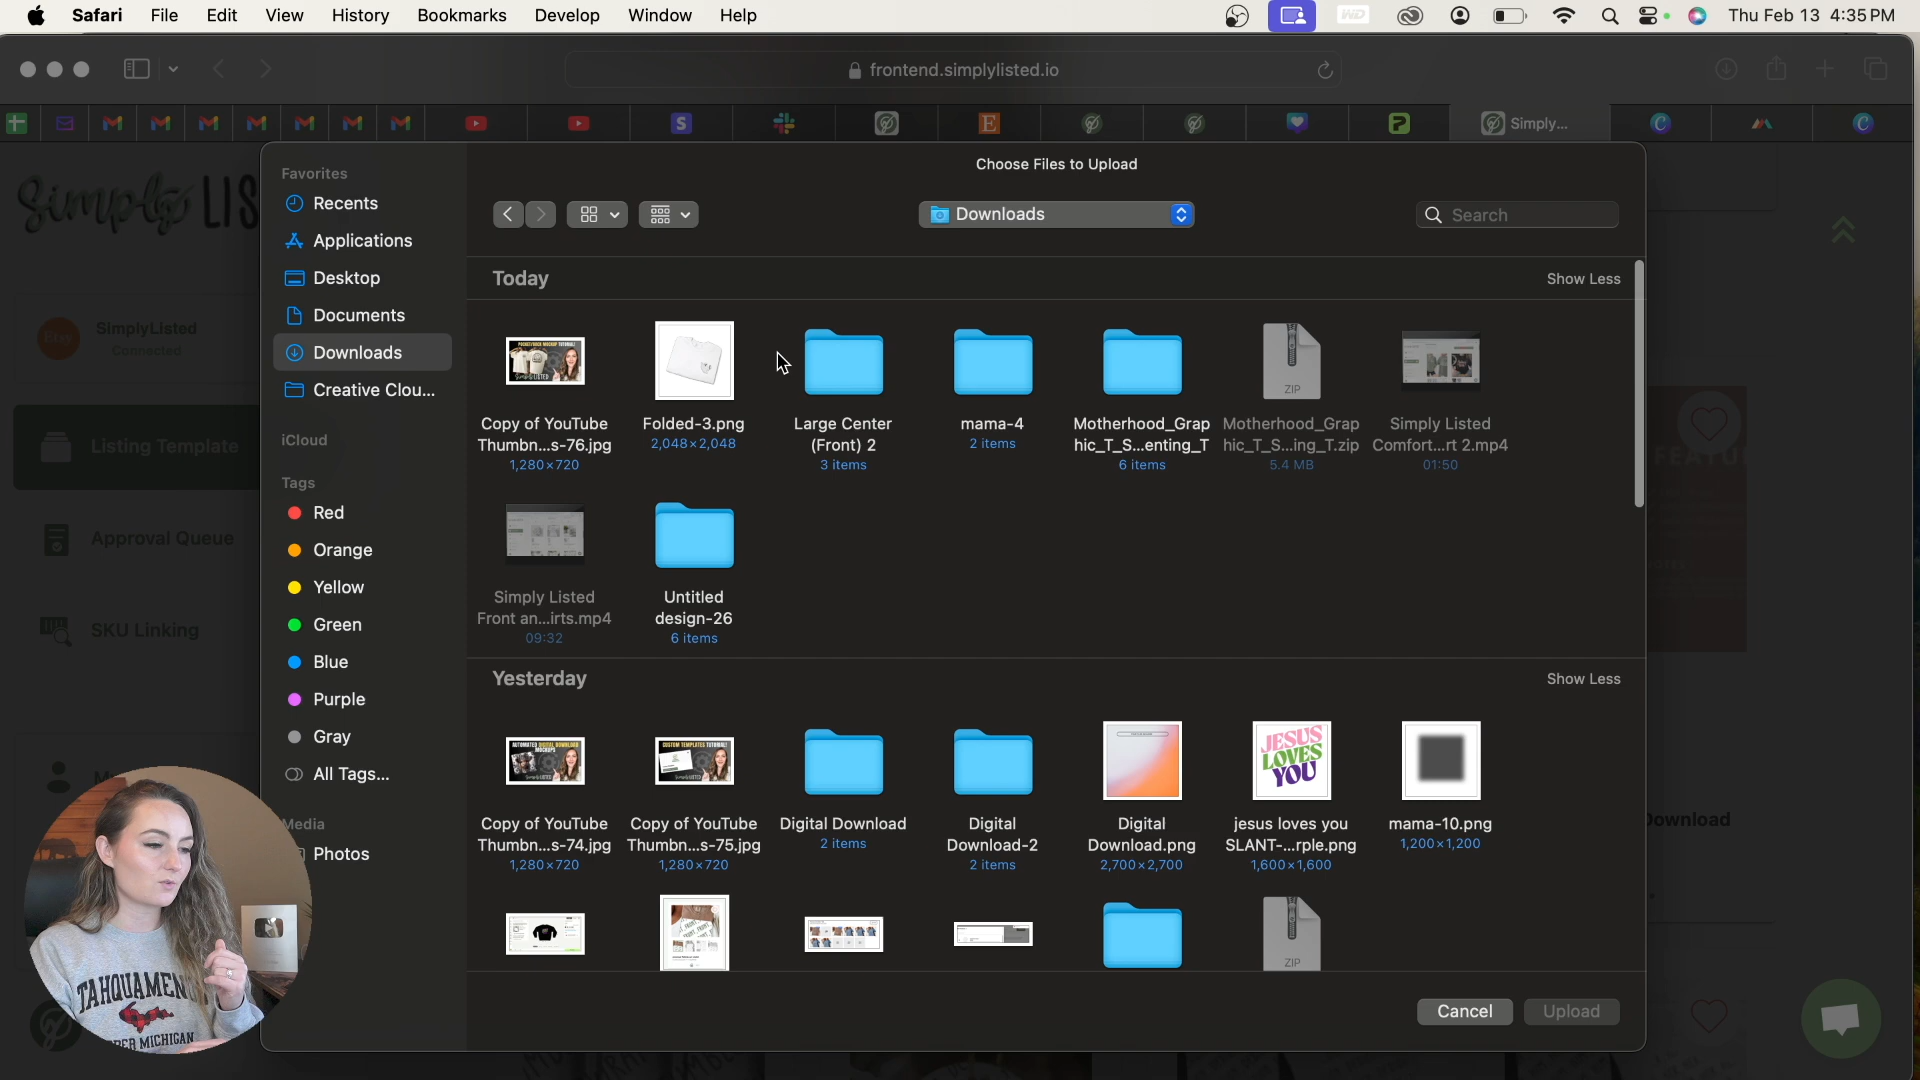 Safari File Edit View History Bookmarks Develop Window Help
Thu Feb 13 4:35 PM
frontend.simplylisted.io
Simply...
Choose Files to Upload
Downloads
Search
Favorites
Recents
Applications
Desktop
Documents
Downloads
Creative Clou...
iCloud
Tags
Red
Orange
Yellow
Green
Blue
Purple
Gray
All Tags...
Media
Photos
Today
Show Less
Copy of YouTube
Thumbn...s-76.jpg
1,280×720
Folded-3.png
2,048×2,048
Large Center
(Front) 2
3 items
mama-4
2 items
Motherhood_Grap
hic_T_S...enting_T
6 items
Motherhood_Grap
hic_T_S...ing_T.zip
5.4 MB
ZIP
Simply Listed
Comfort...rt 2.mp4
01:50
Simply Listed
Front an...irts.mp4
09:32
Untitled
design-26
6 items
Yesterday
Show Less
Copy of YouTube
Thumbn...s-74.jpg
1,280×720
Copy of YouTube
Thumbn...s-75.jpg
1,280×720
Digital Download
2 items
Digital
Download-2
2 items
Digital
Download.png
2,700×2,700
JESUS
LOVES
YOU
jesus loves you
SLANT-...rple.png
1,600×1,600
mama-10.png
1,200×1,200
ZIP
Cancel
Upload
Simply LIS
Etsy
SimplyListed
Connected
Listing Template
Approval Queue
SKU Linking
FEATU
Download
TAHQUAMEN
PER MICHIGAN